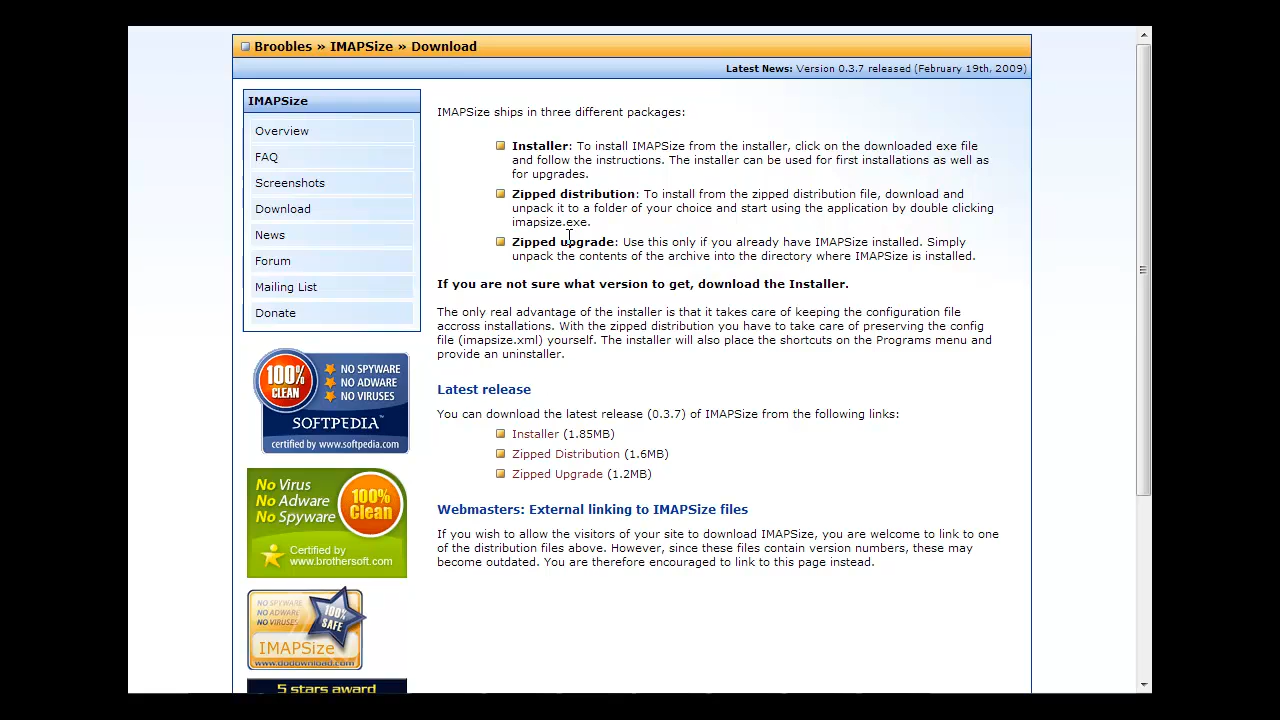 Broobles » IMAPSize » Download
Latest News: Version 0.3.7 released (February 19th, 2009)
IMAPSize
Overview
FAQ
Screenshots
Download
News
Forum
Mailing List
Donate
100% CLEAN
NO SPYWARE
NO ADWARE
NO VIRUSES
SOFTPEDIA
certified by www.softpedia.com
No Virus
No Adware
No Spyware
100% Clean
Certified by
www.brothersoft.com
NO SPYWARE
NO ADWARE
NO VIRUSES
100% SAFE
IMAPSize
www.dodownload.com
5 stars award
IMAPSize ships in three different packages:
Installer: To install IMAPSize from the installer, click on the downloaded exe file
and follow the instructions. The installer can be used for first installations as well as
for upgrades.
Zipped distribution: To install from the zipped distribution file, download and
unpack it to a folder of your choice and start using the application by double clicking
imapsize.exe.
Zipped upgrade: Use this only if you already have IMAPSize installed. Simply
unpack the contents of the archive into the directory where IMAPSize is installed.
If you are not sure what version to get, download the Installer.
The only real advantage of the installer is that it takes care of keeping the configuration file
accross installations. With the zipped distribution you have to take care of preserving the config
file (imapsize.xml) yourself. The installer will also place the shortcuts on the Programs menu and
provide an uninstaller.
Latest release
You can download the latest release (0.3.7) of IMAPSize from the following links:
Installer (1.85MB)
Zipped Distribution (1.6MB)
Zipped Upgrade (1.2MB)
Webmasters: External linking to IMAPSize files
If you wish to allow the visitors of your site to download IMAPSize, you are welcome to link to one
of the distribution files above. However, since these files contain version numbers, these may
become outdated. You are therefore encouraged to link to this page instead.